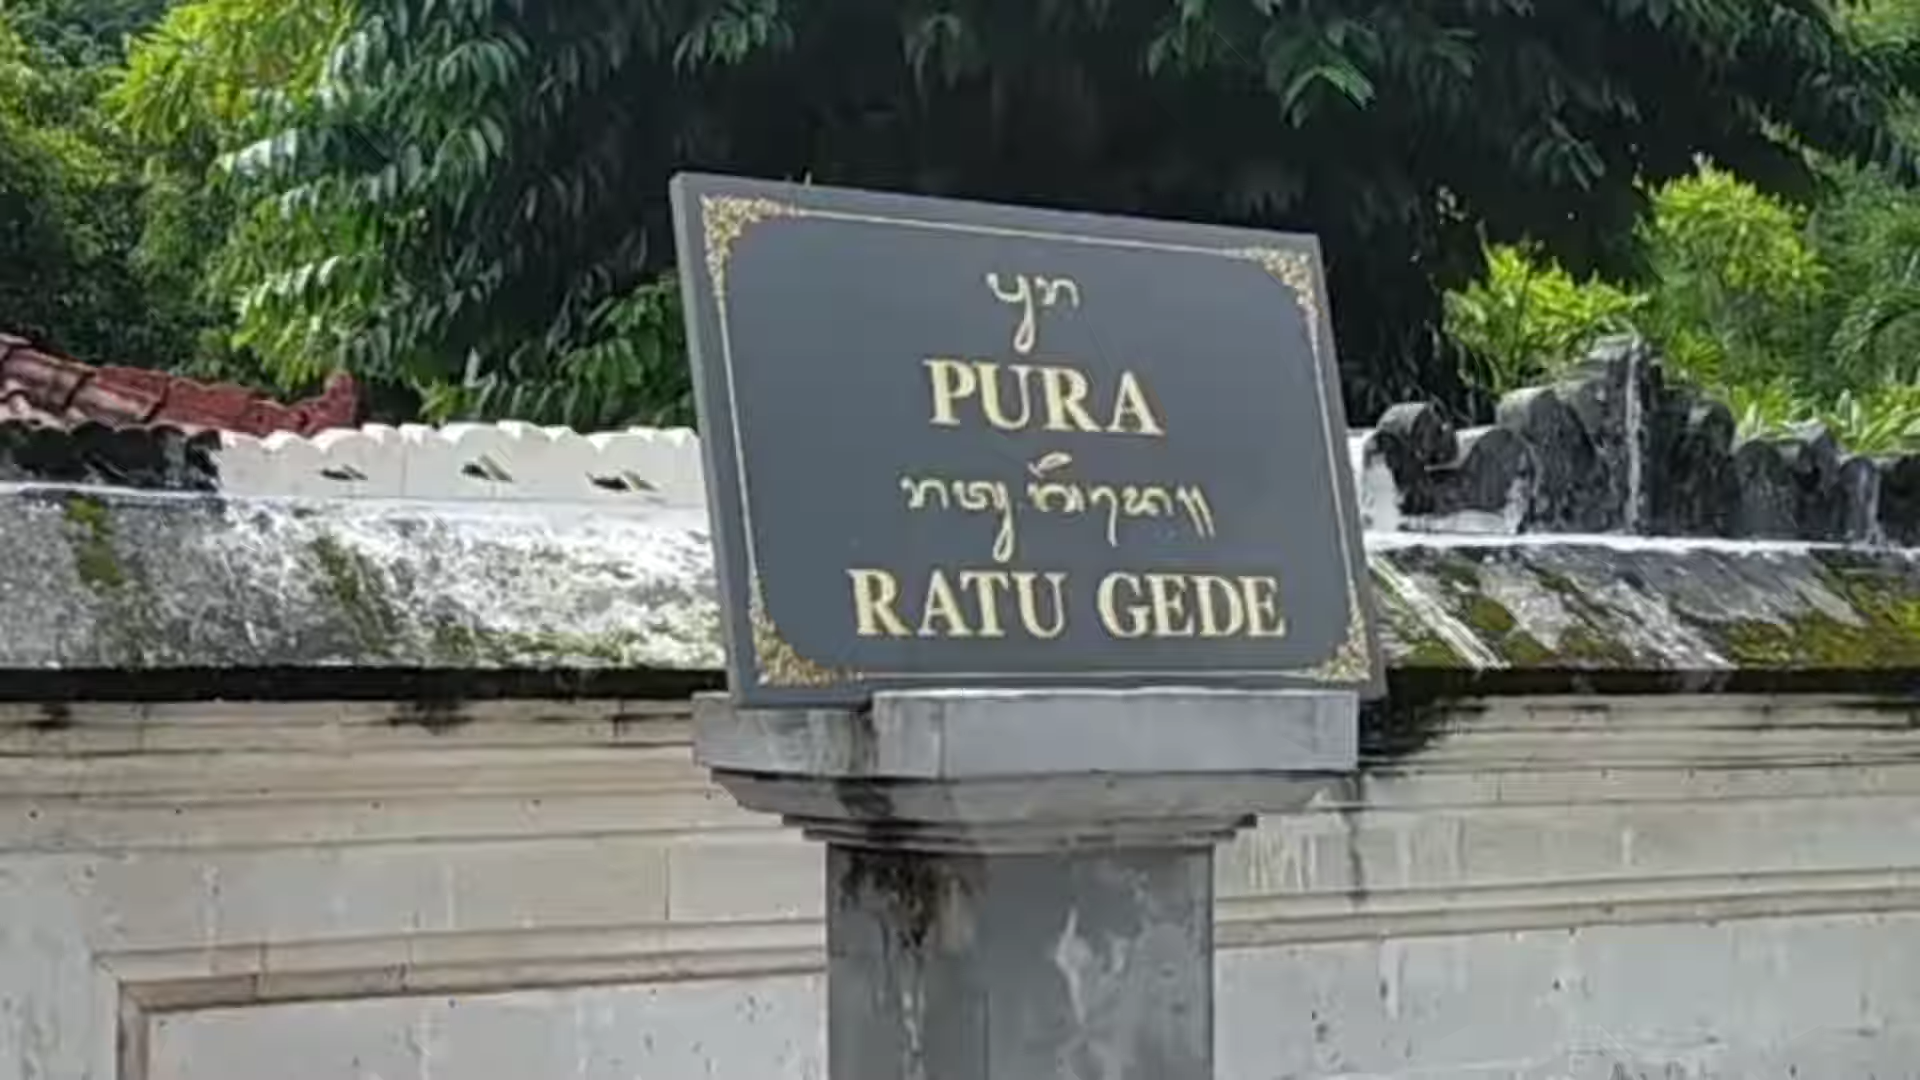 ᬧᬸᬭ
PURA
ᬭᬢᬸᬕᬾᬟᬾ᭟
RATU GEDE